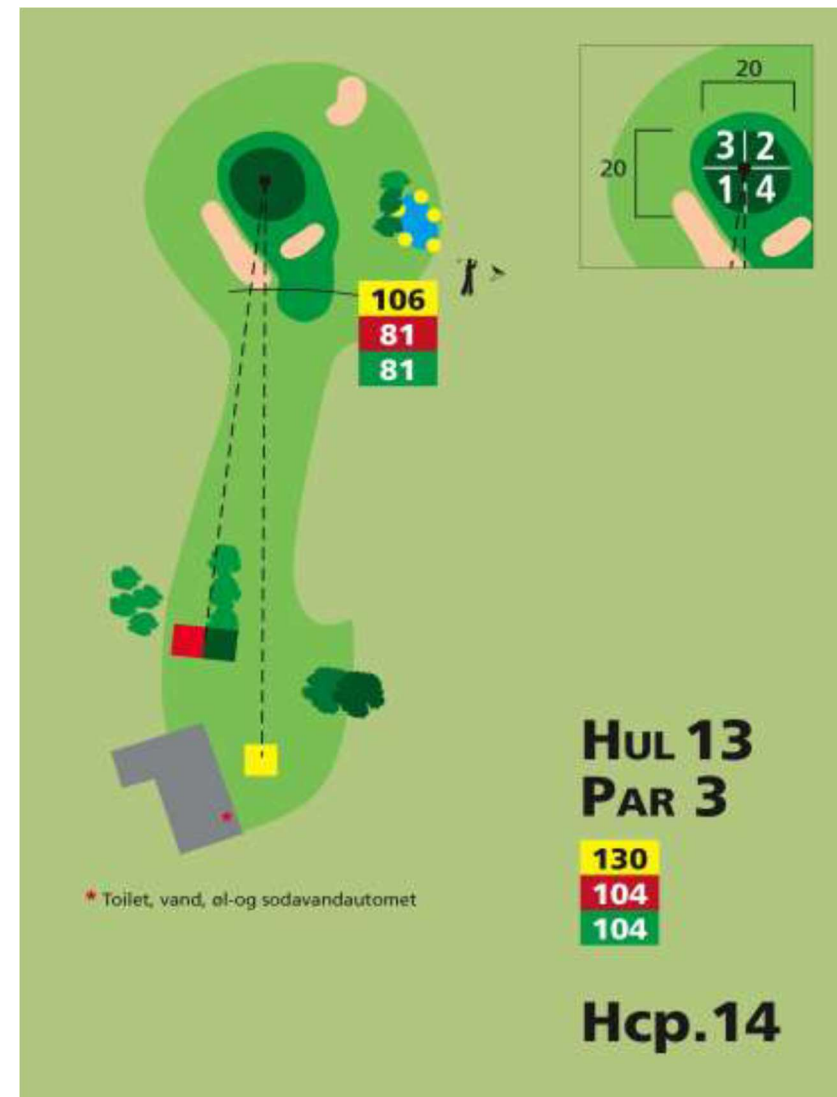 20
20
3 2
1 4
106
81
81
HUL 13
PAR 3
130
104
104
* Toilet, vand, øl-og sodavandautomet
Hcp.14